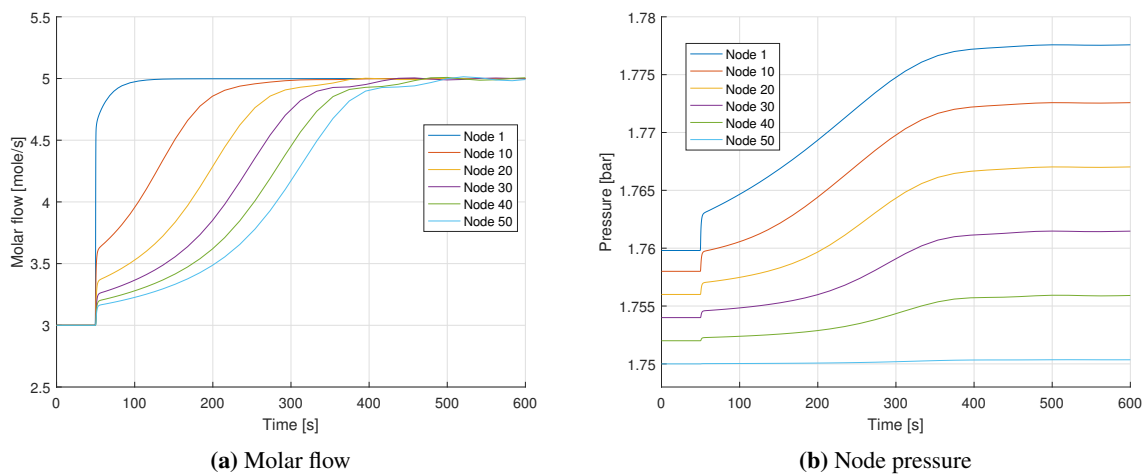 5.5
5
4.5
4
3.5
3
2.5
Molar flow [mole/s]
0 100 200 300 400 500 600
Time [s]
Node 1
Node 10
Node 20
Node 30
Node 40
Node 50
(a) Molar flow
1.78
1.775
1.77
1.765
1.76
1.755
1.75
Pressure [bar]
0 100 200 300 400 500 600
Time [s]
Node 1
Node 10
Node 20
Node 30
Node 40
Node 50
(b) Node pressure